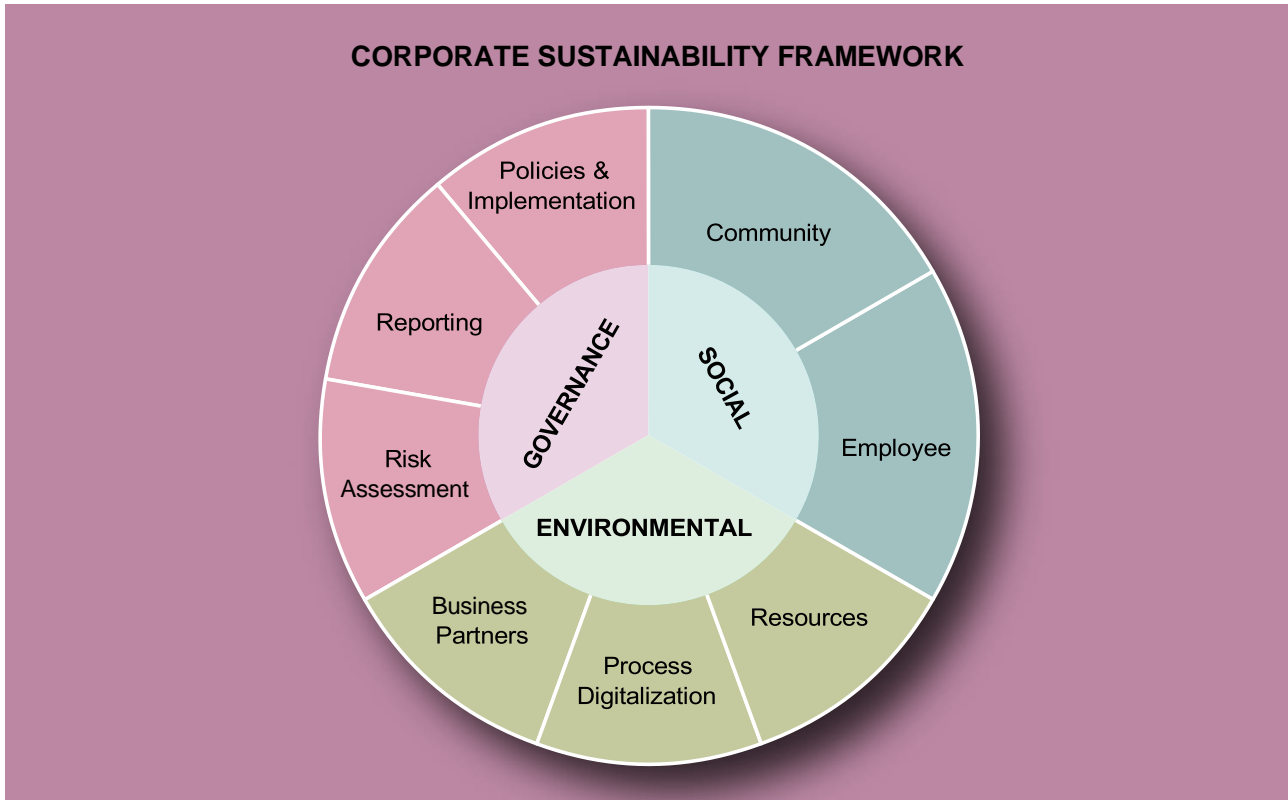 CORPORATE SUSTAINABILITY FRAMEWORK
Policies &
Implementation
Community
Reporting
GOVERNANCE
SOCIAL
Employee
Risk
Assessment
ENVIRONMENTAL
Business
Partners
Resources
Process
Digitalization